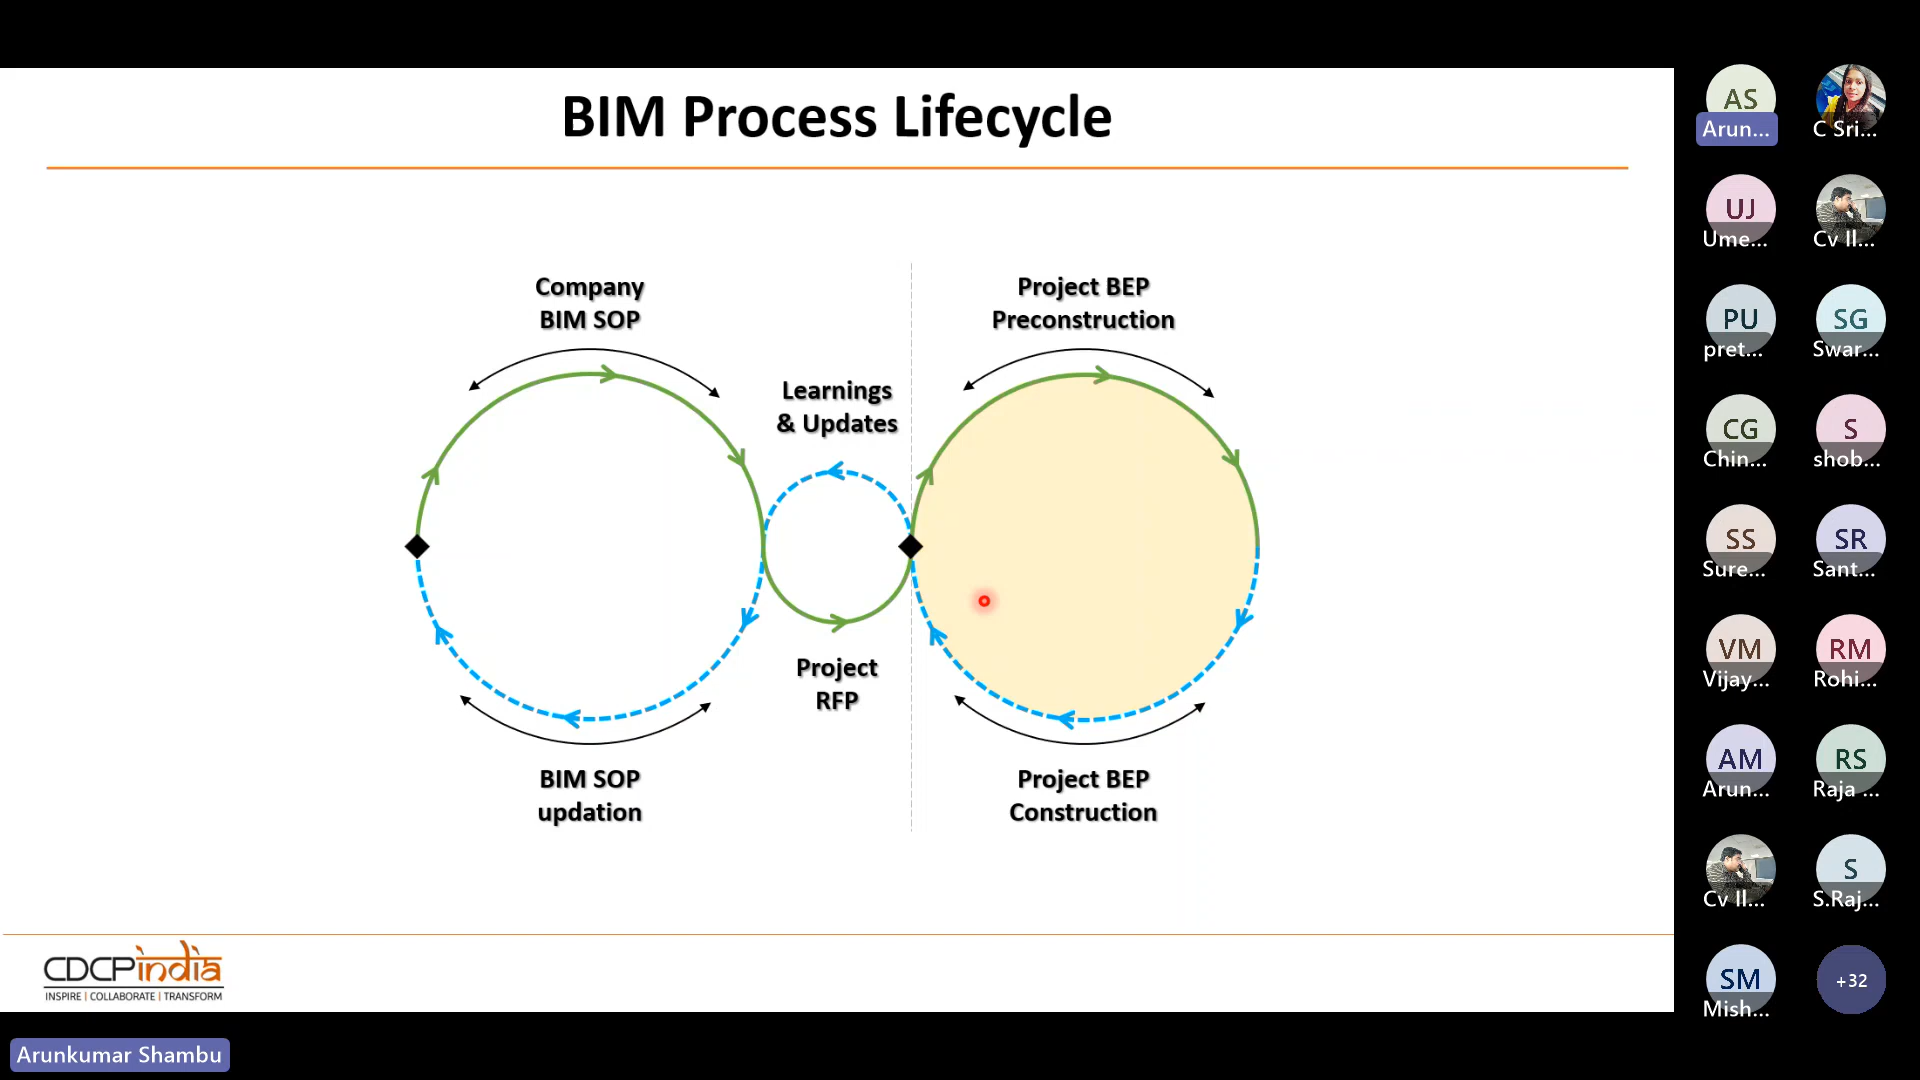 BIM Process Lifecycle
Company
BIM SOP
Project BEP
Preconstruction
Learnings
& Updates
Project
RFP
BIM SOP
updation
Project BEP
Construction
CDCPindia
INSPIRE | COLLABORATE | TRANSFORM
Arunkumar Shambu
AS
Arun...
C Sri...
UJ
Ume...
Cv Il...
PU
pret...
SG
Swar...
CG
Chin...
S
shob...
SS
Sure...
SR
Sant...
VM
Vijay...
RM
Rohi...
AM
Arun...
RS
Raja ...
Cv Il...
S
S.Raj...
SM
Mish...
+32